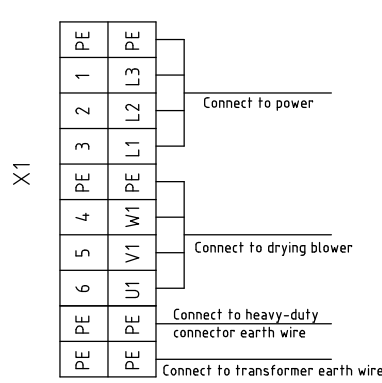 X1
PE PE
1 L3
2 L2
3 L1
Connect to power
PE PE
4 W1
5 V1
6 U1
Connect to drying blower
PE PE
Connect to heavy-duty
connector earth wire
PE PE
Connect to transformer earth wire